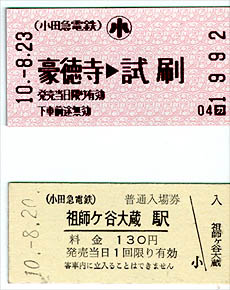 (小田急電鉄) 小
10.-8.23
豪徳寺▶試刷
発売当日限り有効
下車前途無効
04
1992
(小田急電鉄) 普通入場券
祖師ケ谷大蔵 駅
料金 130円
発売当日1回限り有効
客車内に立入ることはできません
10.-8.20.
入
祖師ケ谷大蔵
小